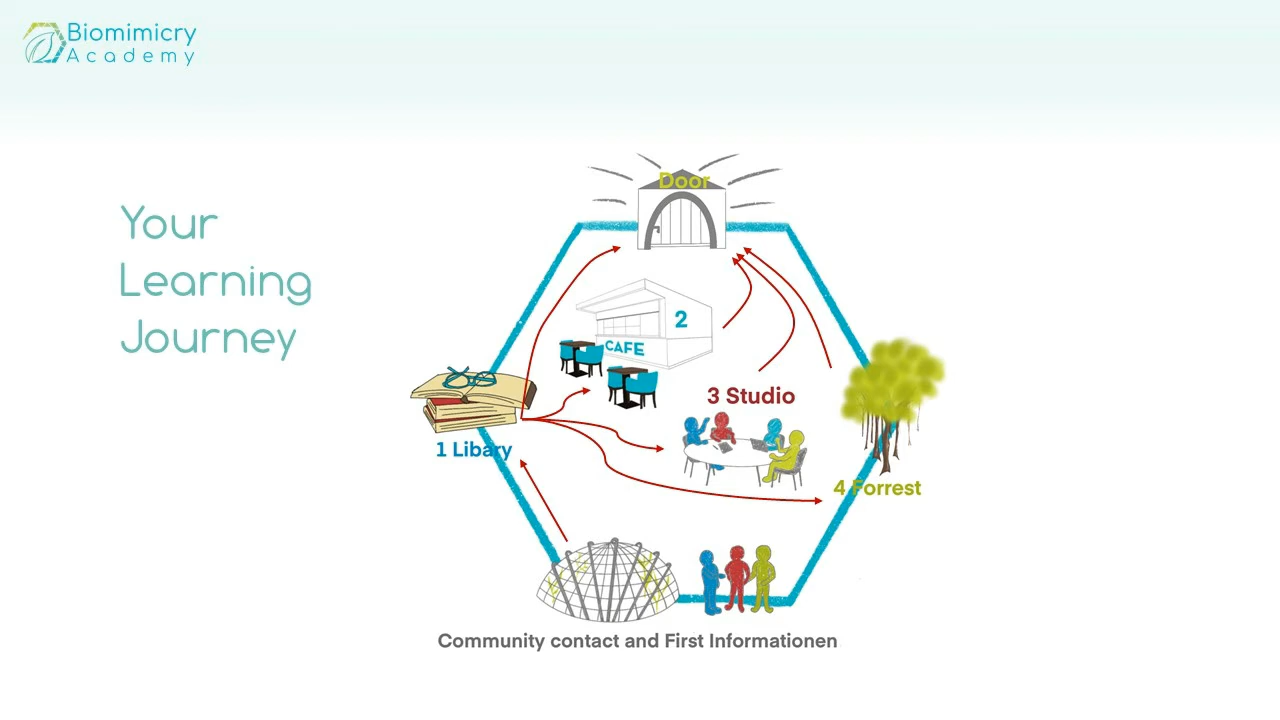 Biomimicry
Academy
Your
Learning
Journey
Door
2
CAFE
3 Studio
1 Libary
4 Forrest
Community contact and First Informationen